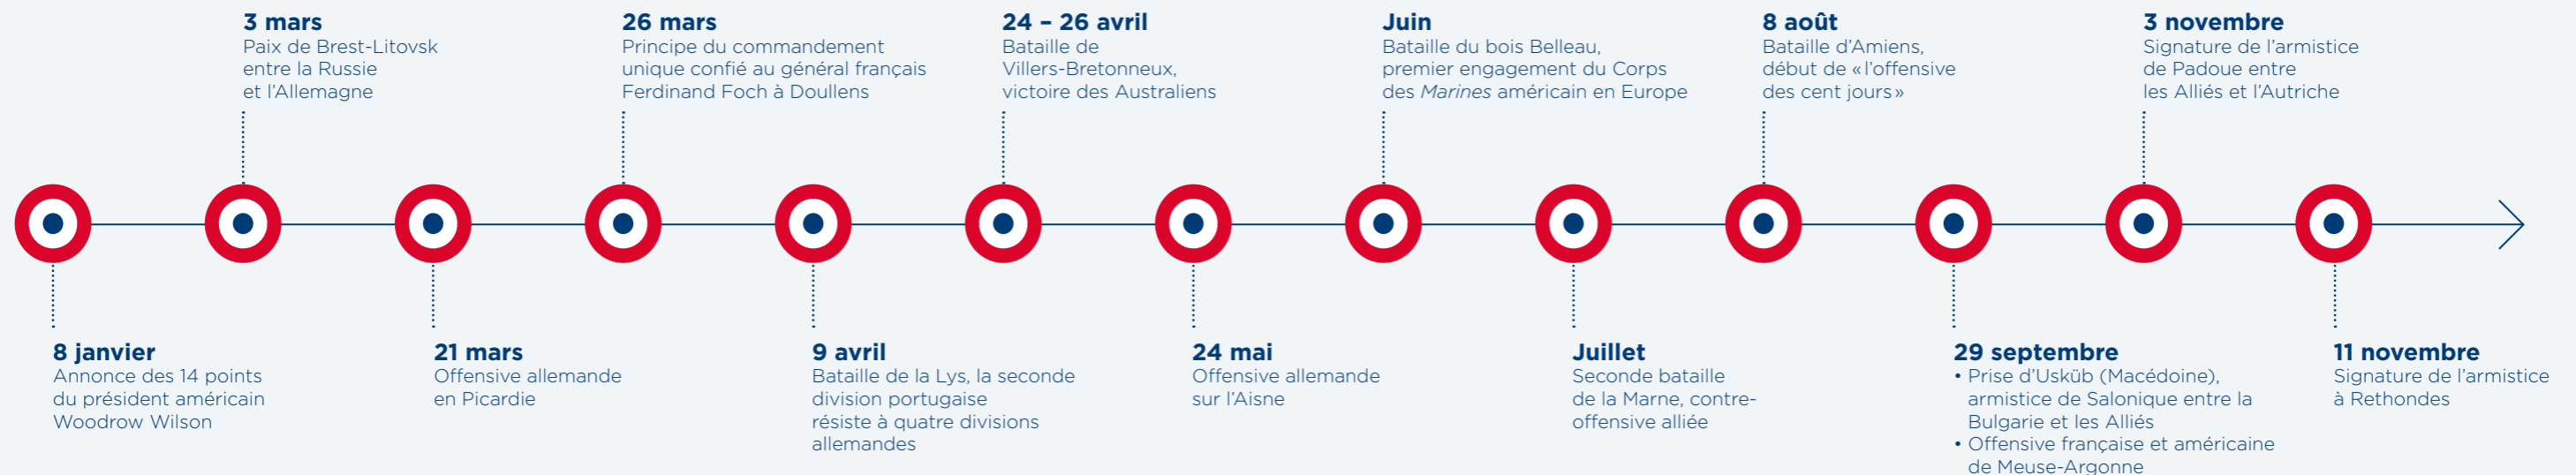 3 mars
Paix de Brest-Litovsk
entre la Russie
et l’Allemagne
26 mars
Principe du commandement
unique confié au général français
Ferdinand Foch à Doullens
24 – 26 avril
Bataille de
Villers-Bretonneux,
victoire des Australiens
Juin
Bataille du bois Belleau,
premier engagement du Corps
des Marines américain en Europe
8 août
Bataille d’Amiens,
début de «l’offensive
des cent jours»
3 novembre
Signature de l’armistice
de Padoue entre
les Alliés et l’Autriche
8 janvier
Annonce des 14 points
du président américain
Woodrow Wilson
21 mars
Offensive allemande
en Picardie
9 avril
Bataille de la Lys, la seconde
division portugaise
résiste à quatre divisions
allemandes
24 mai
Offensive allemande
sur l’Aisne
Juillet
Seconde bataille
de la Marne, contre-
offensive alliée
29 septembre
• Prise d’Usküb (Macédoine),
armistice de Salonique entre la
Bulgarie et les Alliés
• Offensive française et américaine
de Meuse-Argonne
11 novembre
Signature de l’armistice
à Rethondes